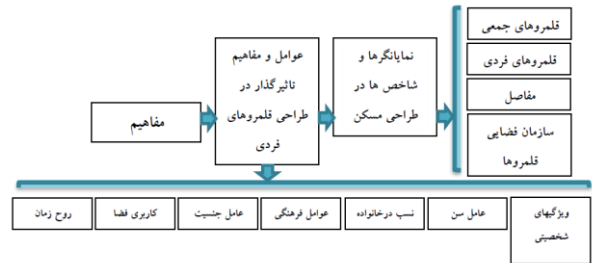 قلمروهای جمعی
قلمروهای فردی
مفاصل
سازمان فضایی
قلمروها
نمایانگرها و
شاخص ها در
طراحی مسکن
عوامل و مفاهیم
تاثیرگذار در
طراحی قلمروهای
فردی
مفاهیم
ویژگیهای
شخصیتی
عامل سن
نسب درخانواده
عوامل فرهنگی
عامل جنسیت
کاربری فضا
روح زمان